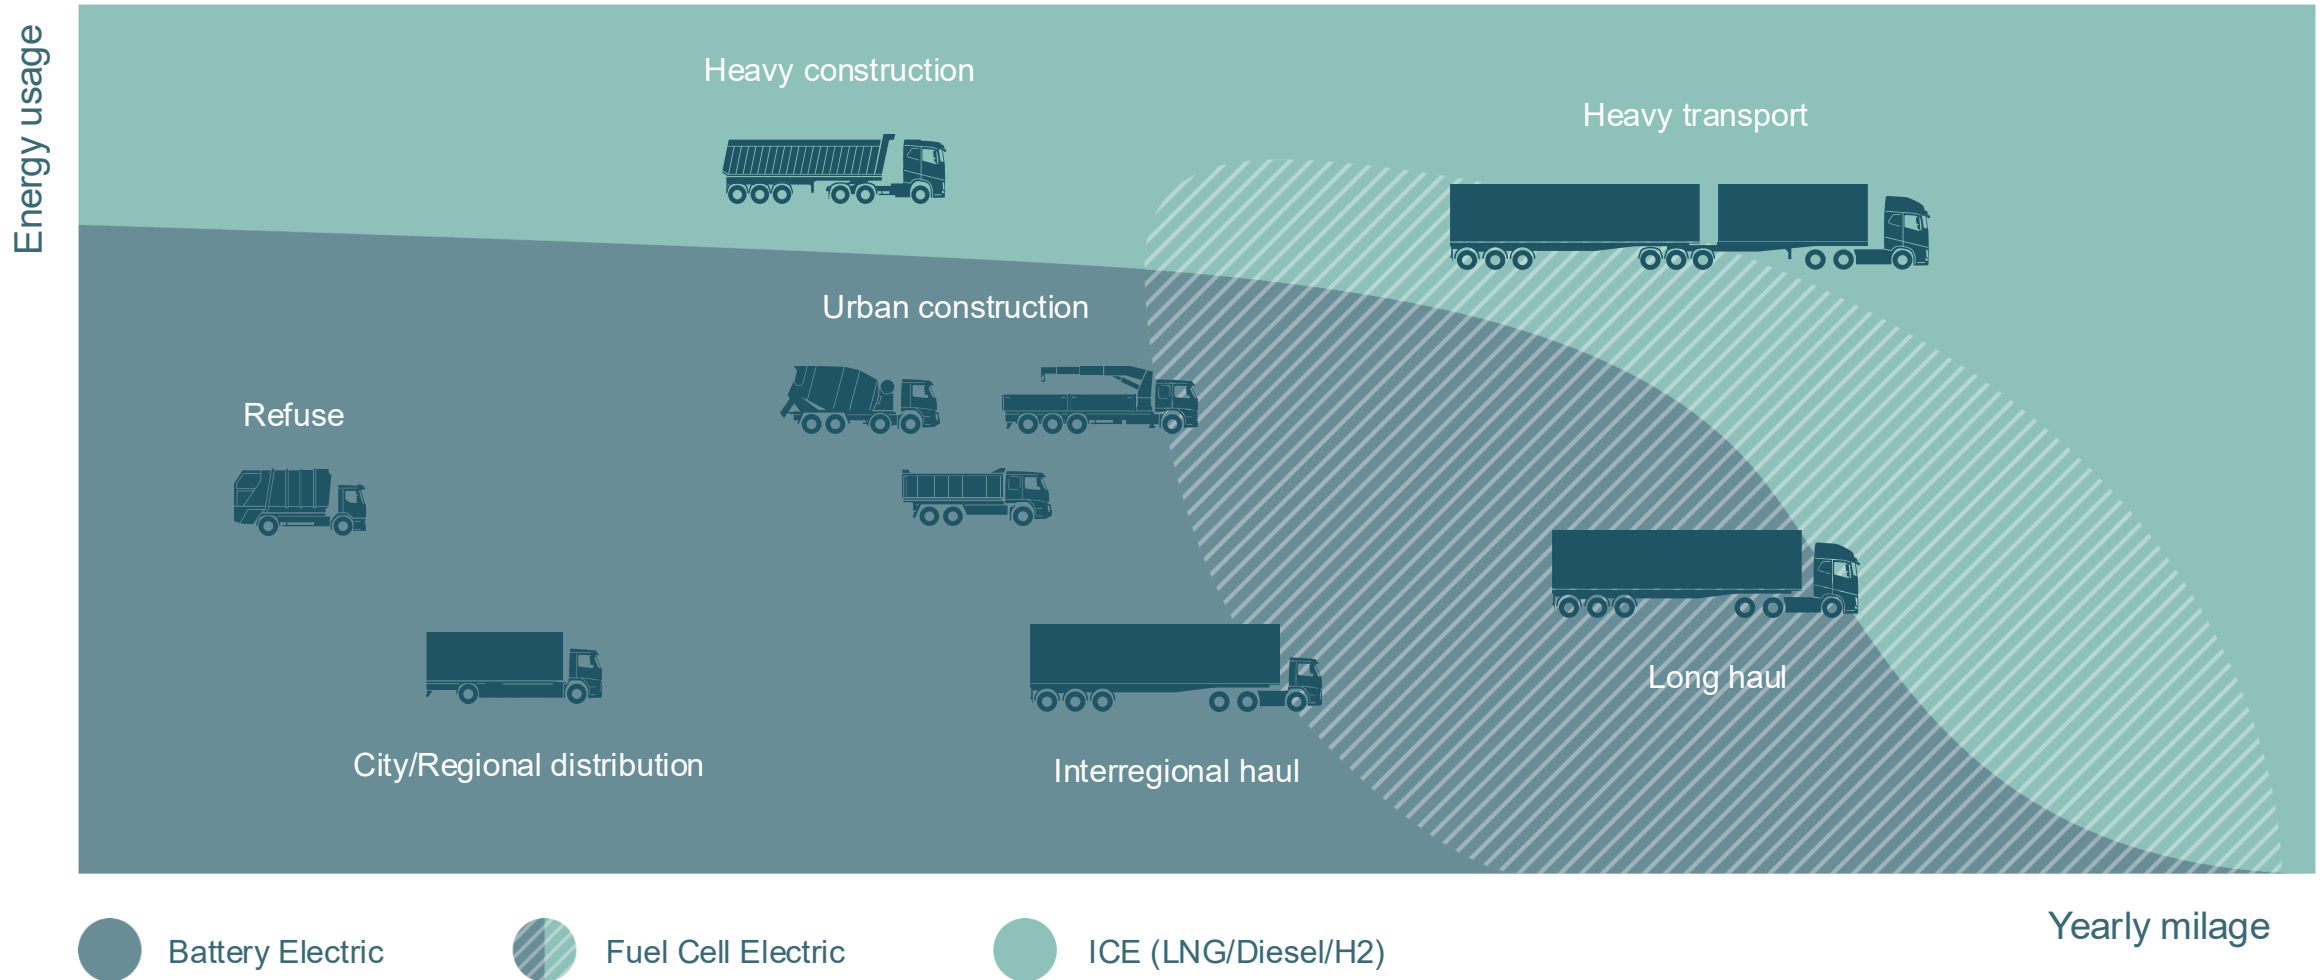 Energy usage
Heavy construction
Heavy transport
Urban construction
Refuse
Long haul
City/Regional distribution
Interregional haul
Yearly milage
Battery Electric
Fuel Cell Electric
ICE (LNG/Diesel/H2)